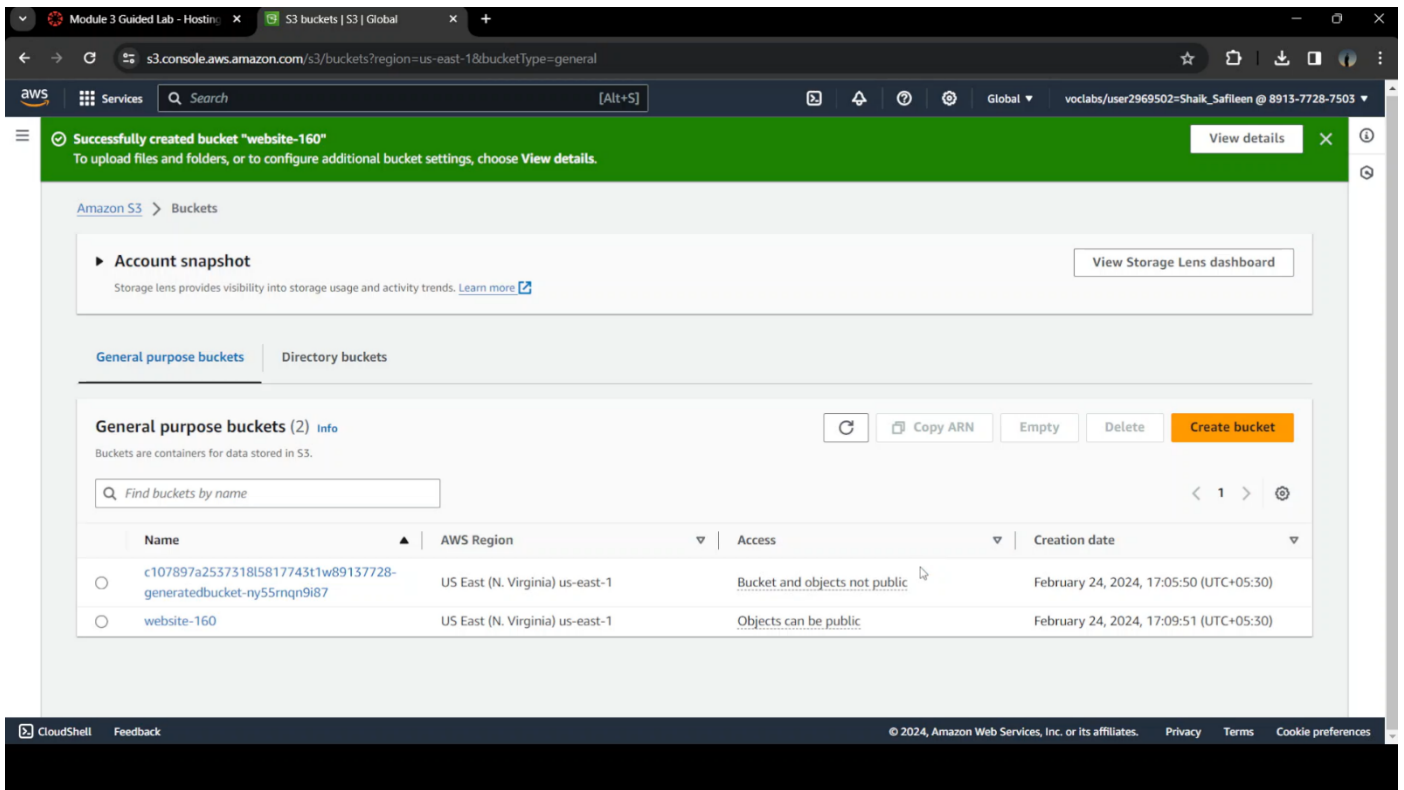 Module 3 Guided Lab - Hosting
S3 buckets | S3 | Global
s3.console.aws.amazon.com/s3/buckets?region=us-east-1&bucketType=general
aws
Services
Search
[Alt+S]
Global
voclabs/user2969502=Shaik_Safileen @ 8913-7728-7503
Successfully created bucket "website-160"
To upload files and folders, or to configure additional bucket settings, choose View details.
View details
Amazon S3
Buckets
Account snapshot
Storage lens provides visibility into storage usage and activity trends. Learn more
View Storage Lens dashboard
General purpose buckets
Directory buckets
General purpose buckets (2) Info
Buckets are containers for data stored in S3.
Copy ARN
Empty
Delete
Create bucket
Find buckets by name
1
Name
AWS Region
Access
Creation date
c107897a2537318l5817743t1w89137728-
generatedbucket-ny55rnqn9i87
US East (N. Virginia) us-east-1
Bucket and objects not public
February 24, 2024, 17:05:50 (UTC+05:30)
website-160
US East (N. Virginia) us-east-1
Objects can be public
February 24, 2024, 17:09:51 (UTC+05:30)
CloudShell
Feedback
© 2024, Amazon Web Services, Inc. or its affiliates.
Privacy
Terms
Cookie preferences